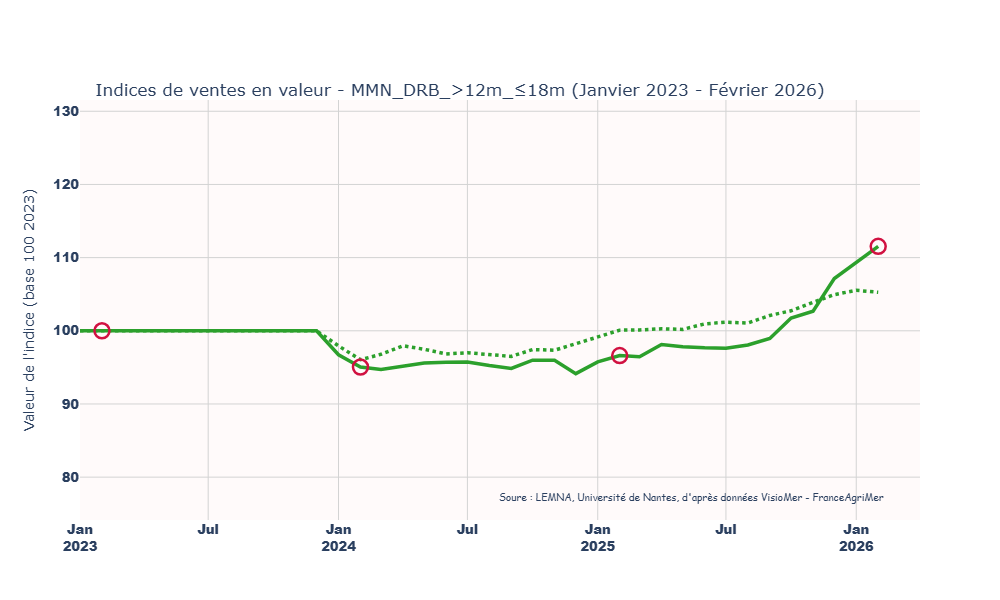 Indices de ventes en valeur - MMN_DRB_>12m_≤18m (Janvier 2023 - Février 2026)
Valeur de l'indice (base 100 2023)
130
120
110
100
90
80
Soure : LEMNA, Université de Nantes, d'après données VisioMer - FranceAgriMer
Jan Jul Jan Jul Jan Jul Jan
2023 2024 2025 2026